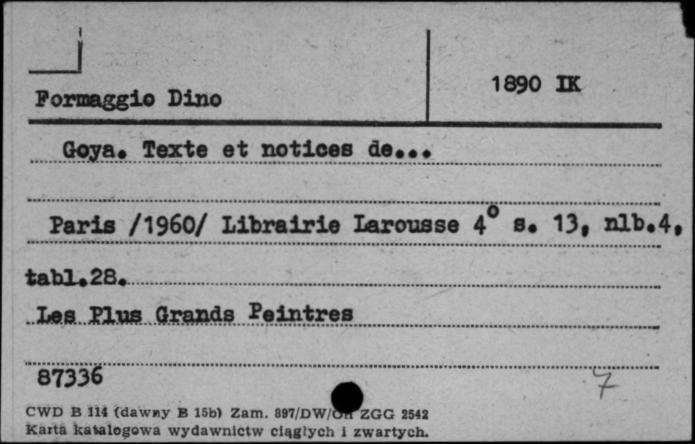 Formaggio Dino
1890 IK
Goya. Texte et notices de...
Paris /1960/ Librairie Larousse 4° s. 13, nlb.4,
tabl.28.
Les Plus Grands Peintres
87336
7
CWD B 114 (dawny B 15b) Zam. 897/DW/ ZGG 2542
Karta katalogowa wydawnictw ciągłych i zwartych.